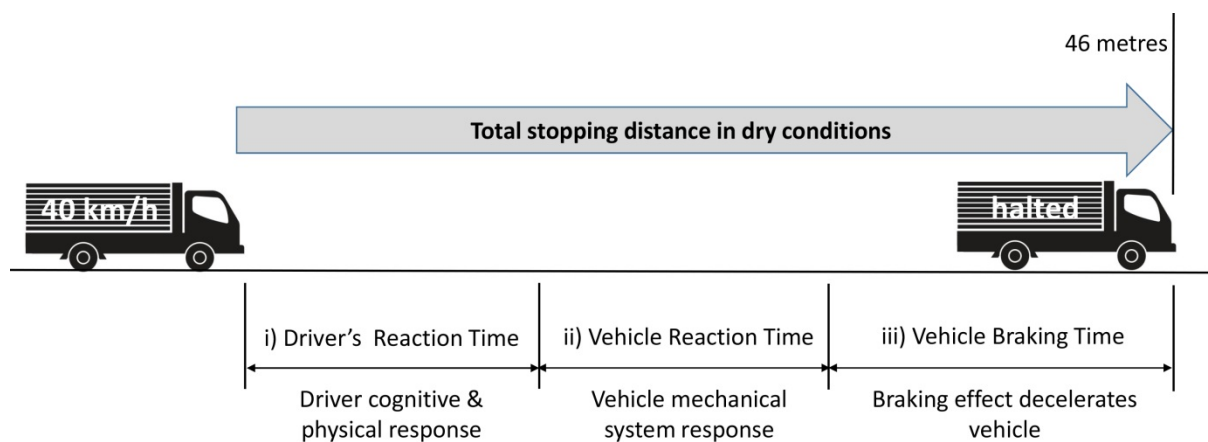 46 metres
Total stopping distance in dry conditions
40 km/h
halted
i) Driver's  Reaction Time
ii) Vehicle Reaction Time
iii) Vehicle Braking Time
Driver cognitive &
physical response
Vehicle mechanical
system response
Braking effect decelerates
vehicle